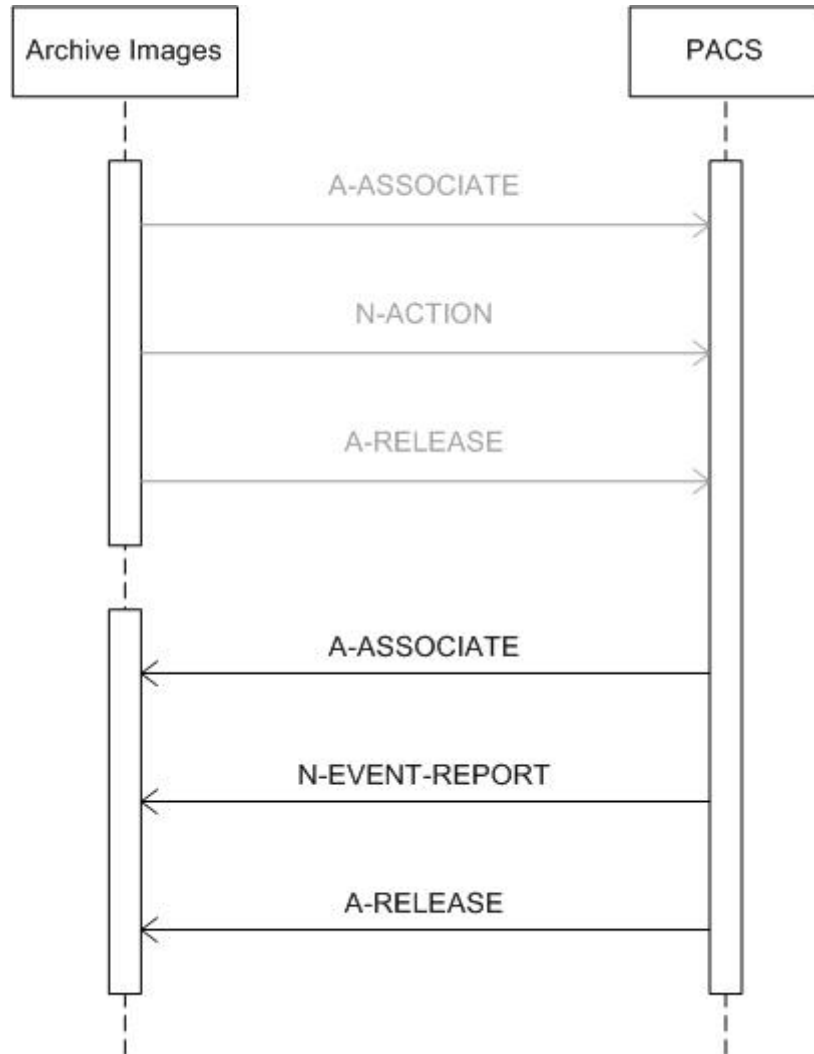 Archive Images
PACS
A-ASSOCIATE
N-ACTION
A-RELEASE
A-ASSOCIATE
N-EVENT-REPORT
A-RELEASE